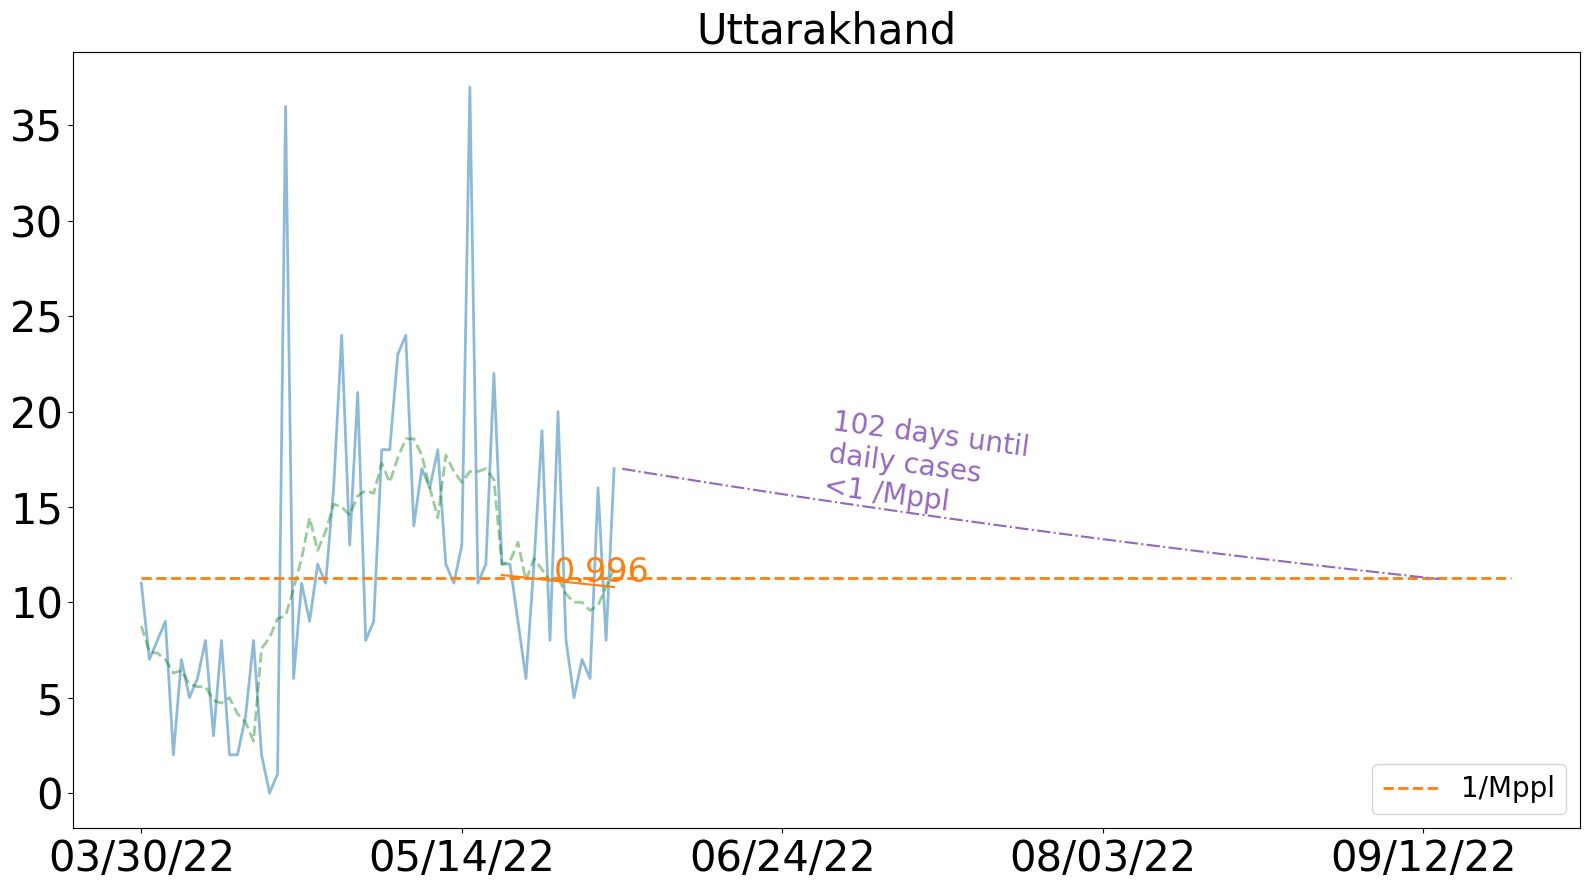 Uttarakhand
35
30
25
20
15
10
5
0
102 days until
daily cases
<1 /Mppl
0.996
1/Mppl
03/30/22
05/14/22
06/24/22
08/03/22
09/12/22